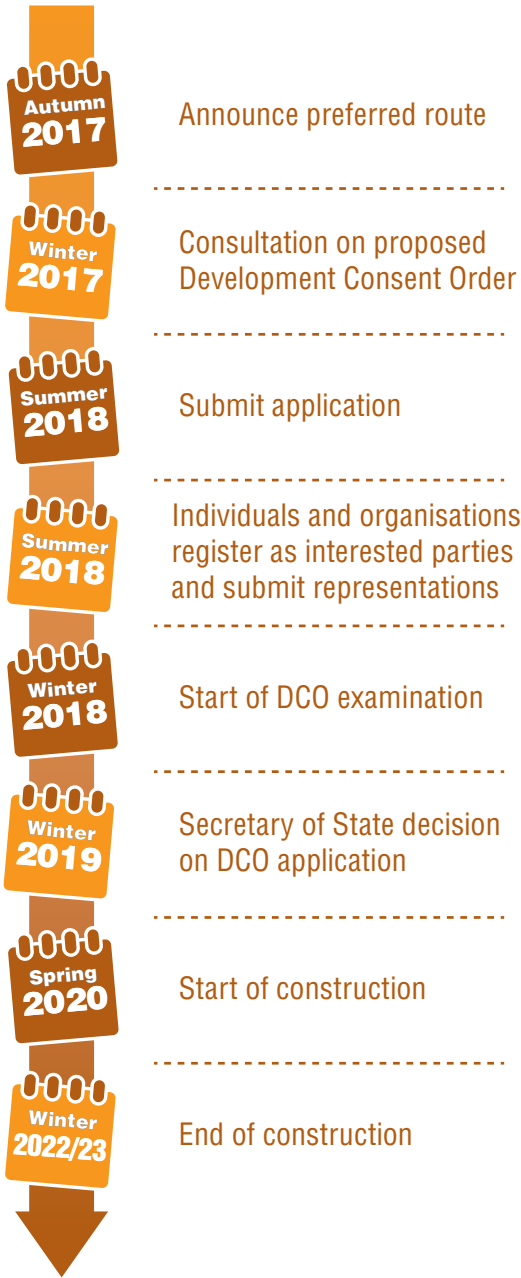 Autumn
2017
Announce preferred route
Winter
2017
Consultation on proposed
Development Consent Order
Summer
2018
Submit application
Summer
2018
Individuals and organisations
register as interested parties
and submit representations
Winter
2018
Start of DCO examination
Winter
2019
Secretary of State decision
on DCO application
Spring
2020
Start of construction
Winter
2022/23
End of construction